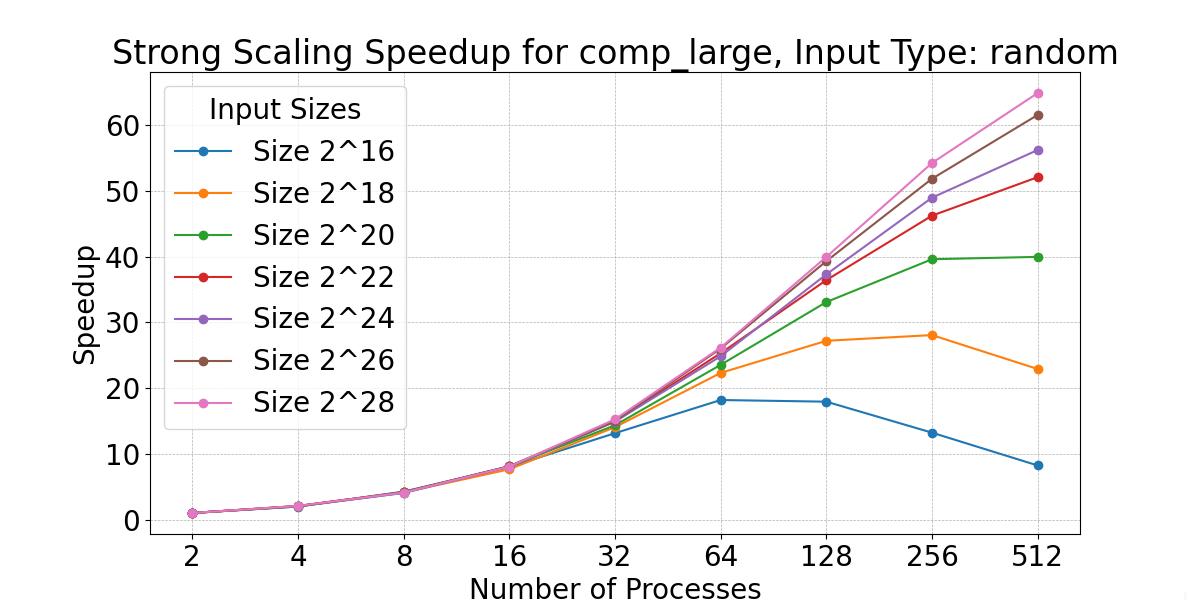 Strong Scaling Speedup for comp_large, Input Type: random
Input Sizes
Size 2^16
Size 2^18
Size 2^20
Size 2^22
Size 2^24
Size 2^26
Size 2^28
Speedup
60
50
40
30
20
10
0
2 4 8 16 32 64 128 256 512
Number of Processes